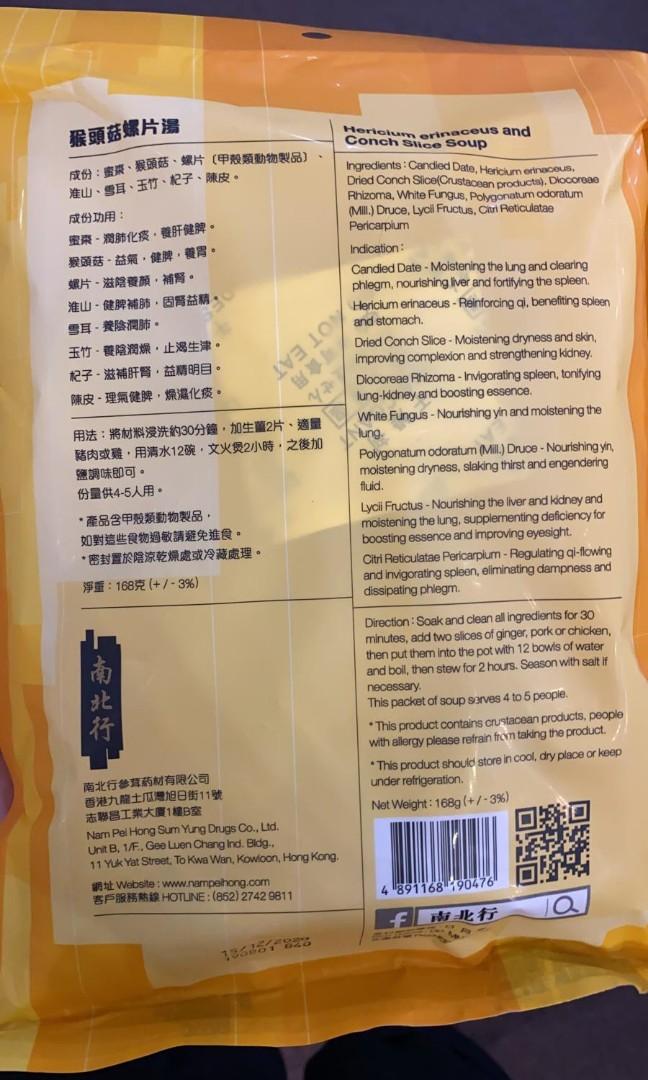 猴頭菇螺片湯
成份：蜜棗、猴頭菇、螺片〔甲殼類動物製品〕、
淮山、雪耳、玉竹、杞子、陳皮。
成份功用：
蜜棗 - 潤肺化痰，養肝健脾。
猴頭菇 - 益氣，健脾，養胃。
螺片 - 滋陰養顏，補腎。
淮山 - 健脾補肺，固腎益精。
雪耳 - 養陰潤肺。
玉竹 - 養陰潤燥，止渴生津。
杞子 - 滋補肝腎，益精明目。
陳皮 - 理氣健脾，燥濕化痰。
用法：將材料浸洗約30分鐘，加生薑2片、適量
豬肉或雞，用清水12碗，文火煲2小時，之後加
鹽調味即可。
份量供4-5人用。
*產品含甲殼類動物製品，
如對這些食物過敏請避免進食。
*密封置於陰涼乾燥處或冷藏處理。
淨重：168克 (+ / - 3%)
南北行
南北行參茸葯材有限公司
香港九龍土瓜灣旭日街11號
志聯昌工業大廈1樓B室
Nam Pei Hong Sum Yung Drugs Co., Ltd.
Unit B, 1/F., Gee Luen Chang Ind. Bldg.,
11 Yuk Yat Street, To Kwa Wan, Kowloon, Hong Kong.
網址 Website : www.nampeihong.com
客戶服務熱線 HOTLINE : (852) 2742 9811
Hericium erinaceus and
Conch Slice Soup
Ingredients : Candied Date, Hericium erinaceus,
Dried Conch Slice(Crustacean products), Diocoreae
Rhizoma, White Fungus, Polygonatum odoratum
(Mill.) Druce, Lycii Fructus, Citri Reticulatae
Pericarpium
Indication :
Candied Date - Moistening the lung and clearing
phlegm, nourishing liver and fortifying the spleen.
Hericium erinaceus - Reinforcing qi, benefiting spleen
and stomach.
Dried Conch Slice - Moistening dryness and skin,
improving complexion and strengthening kidney.
Diocoreae Rhizoma - Invigorating spleen, tonifying
lung-kidney and boosting essence.
White Fungus - Nourishing yin and moistening the
lung.
Polygonatum odoratum (Mill.) Druce - Nourishing yin,
moistening dryness, slaking thirst and engendering
fluid.
Lycii Fructus - Nourishing the liver and kidney and
moistening the lung, supplementing deficiency for
boosting essence and improving eyesight.
Citri Reticulatae Pericarpium - Regulating qi-flowing
and invigorating spleen, eliminating dampness and
dissipating phlegm.
Direction : Soak and clean all ingredients for 30
minutes, add two slices of ginger, pork or chicken,
then put them into the pot with 12 bowls of water
and boil, then stew for 2 hours. Season with salt if
necessary.
This packet of soup serves 4 to 5 people.
* This product contains crustacean products, people
with allergy please refrain from taking the product.
* This product should store in cool, dry place or keep
under refrigeration.
Net Weight : 168g (+ / - 3%)
4 891168 190476
f 南北行
15/12/2020
190801 840
NOT EAT